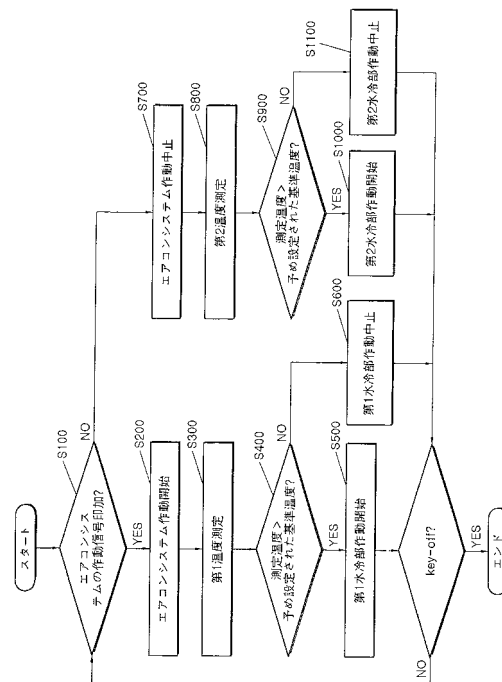 スタート
S100
エアコンシス
テムの作動信号印加?
NO
YES
S200
エアコンシステム作動開始
S300
第1温度測定
S400
測定温度>
予め設定された基準温度?
NO
YES
S500
第1水冷部作動開始
S600
第1水冷部作動中止
S700
エアコンシステム作動中止
S800
第2温度測定
S900
測定温度>
予め設定された基準温度?
NO
YES
S1000
第2水冷部作動開始
S1100
第2水冷部作動中止
key-off?
NO
YES
エンド